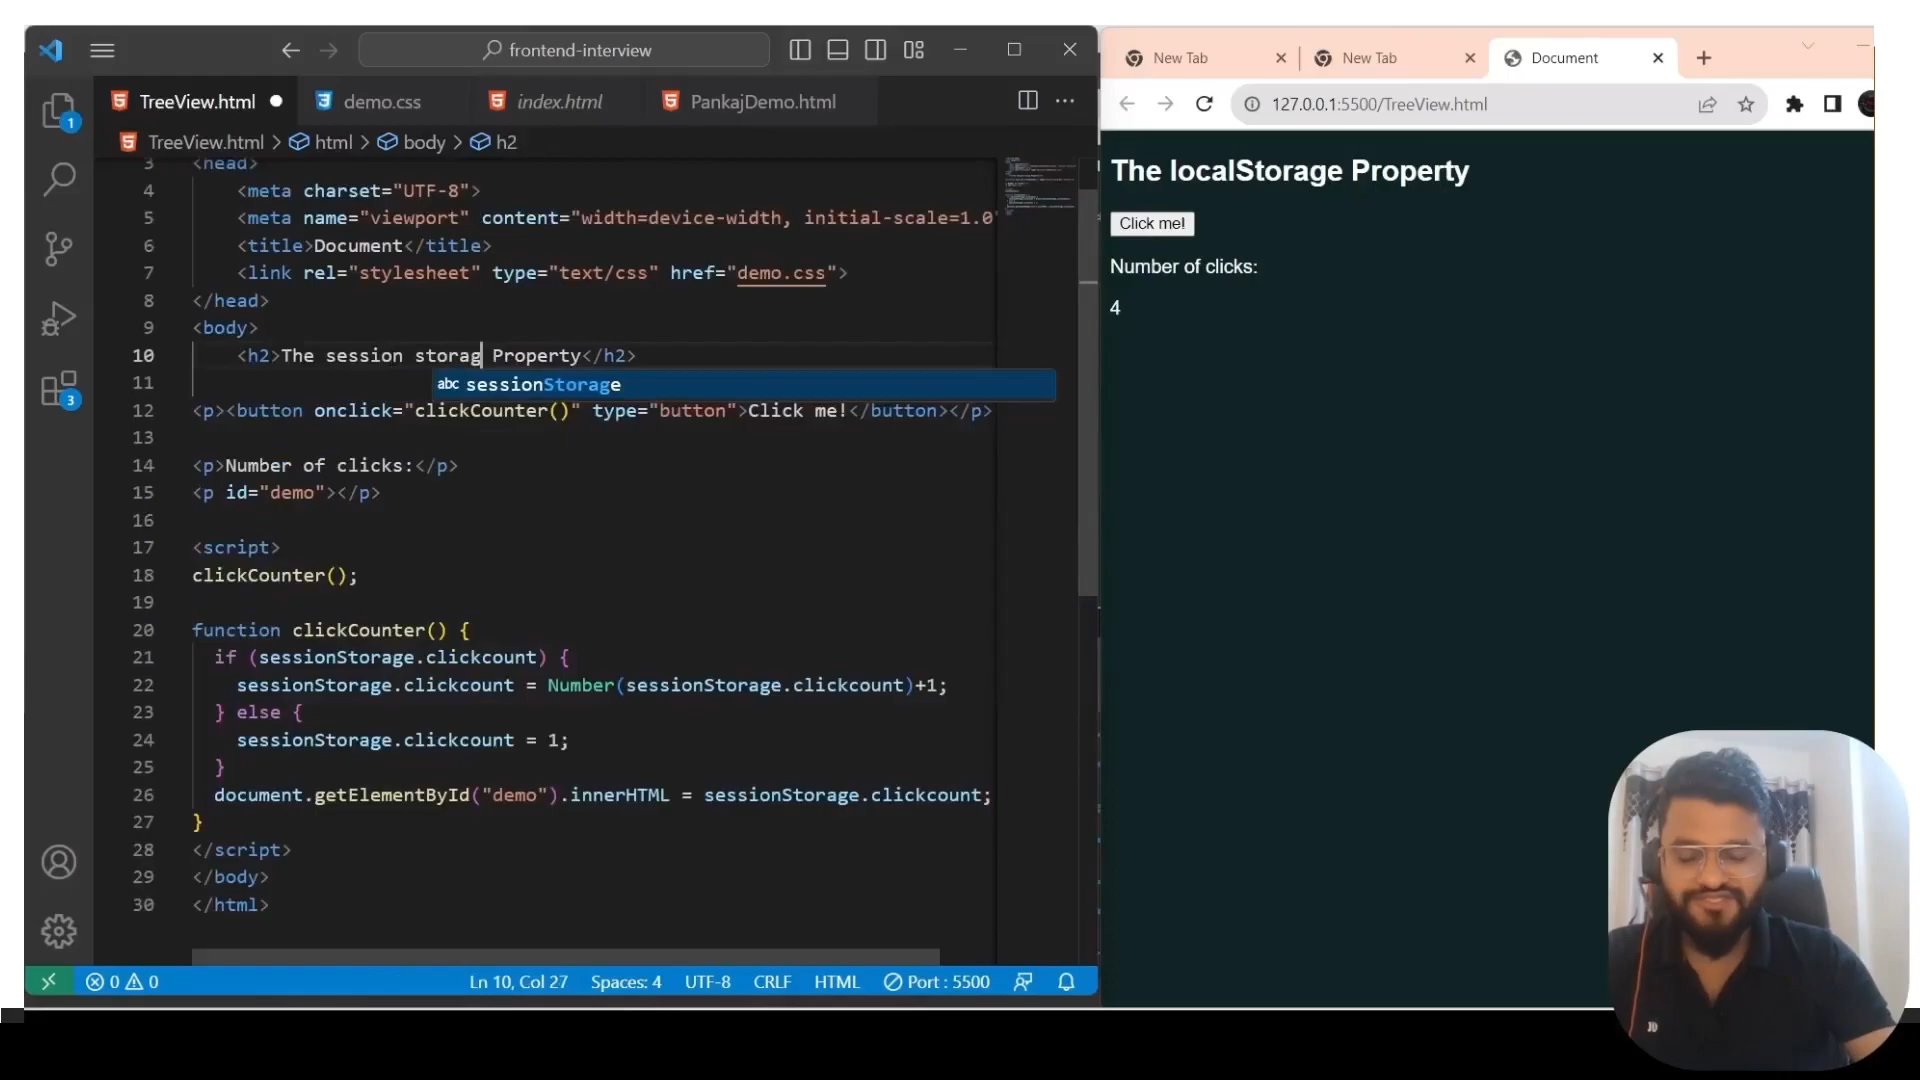 frontend-interview
TreeView.html
demo.css
index.html
PankajDemo.html
TreeView.html > html > body > h2
3 <head>
4 <meta charset="UTF-8">
5 <meta name="viewport" content="width=device-width, initial-scale=1.0"
6 <title>Document</title>
7 <link rel="stylesheet" type="text/css" href="demo.css">
8 </head>
9 <body>
10 <h2>The session storag Property</h2>
11
abc sessionStorage
12 <p><button onclick="clickCounter()" type="button">Click me!</button></p>
13
14 <p>Number of clicks:</p>
15 <p id="demo"></p>
16
17 <script>
18 clickCounter();
19
20 function clickCounter() {
21 if (sessionStorage.clickcount) {
22 sessionStorage.clickcount = Number(sessionStorage.clickcount)+1;
23 } else {
24 sessionStorage.clickcount = 1;
25 }
26 document.getElementById("demo").innerHTML = sessionStorage.clickcount;
27 }
28 </script>
29 </body>
30 </html>
1
3
0 0
Ln 10, Col 27
Spaces: 4
UTF-8
CRLF
HTML
Port : 5500
New Tab
New Tab
Document
127.0.0.1:5500/TreeView.html
The localStorage Property
Click me!
Number of clicks:
4